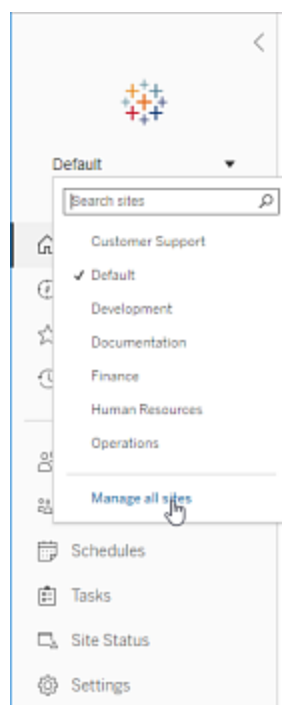 Default
Search sites
Customer Support
Default
Development
Documentation
Finance
Human Resources
Operations
Manage all sites
Schedules
Tasks
Site Status
Settings